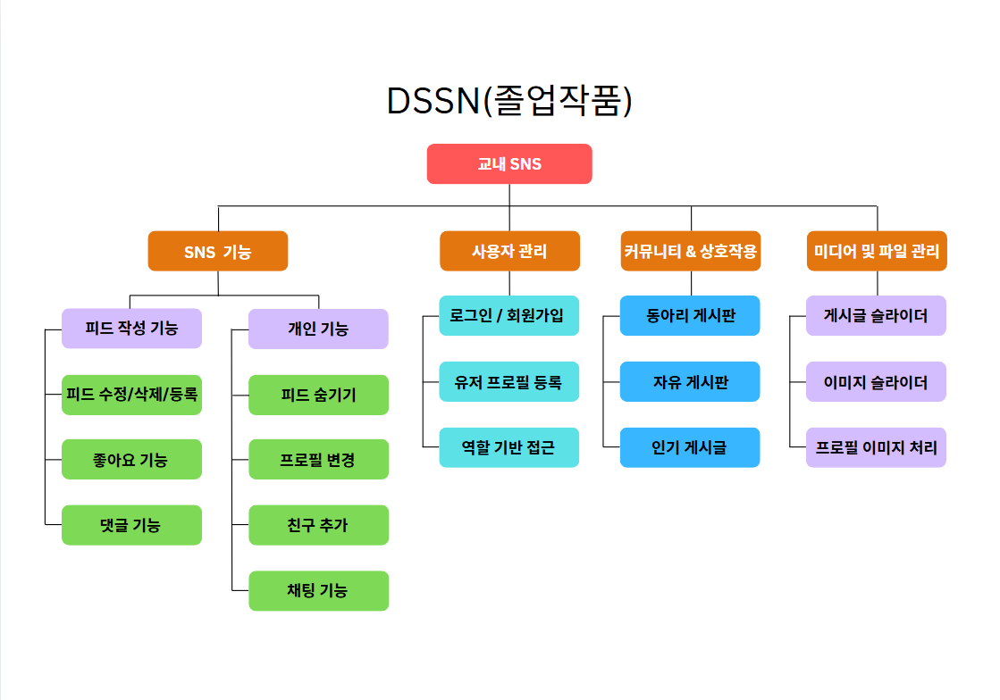 DSSN(졸업작품)
교내 SNS
SNS 기능
사용자 관리
커뮤니티 & 상호작용
미디어 및 파일 관리
피드 작성 기능
피드 수정/삭제/등록
좋아요 기능
댓글 기능
개인 기능
피드 숨기기
프로필 변경
친구 추가
채팅 기능
로그인 / 회원가입
유저 프로필 등록
역할 기반 접근
동아리 게시판
자유 게시판
인기 게시글
게시글 슬라이더
이미지 슬라이더
프로필 이미지 처리